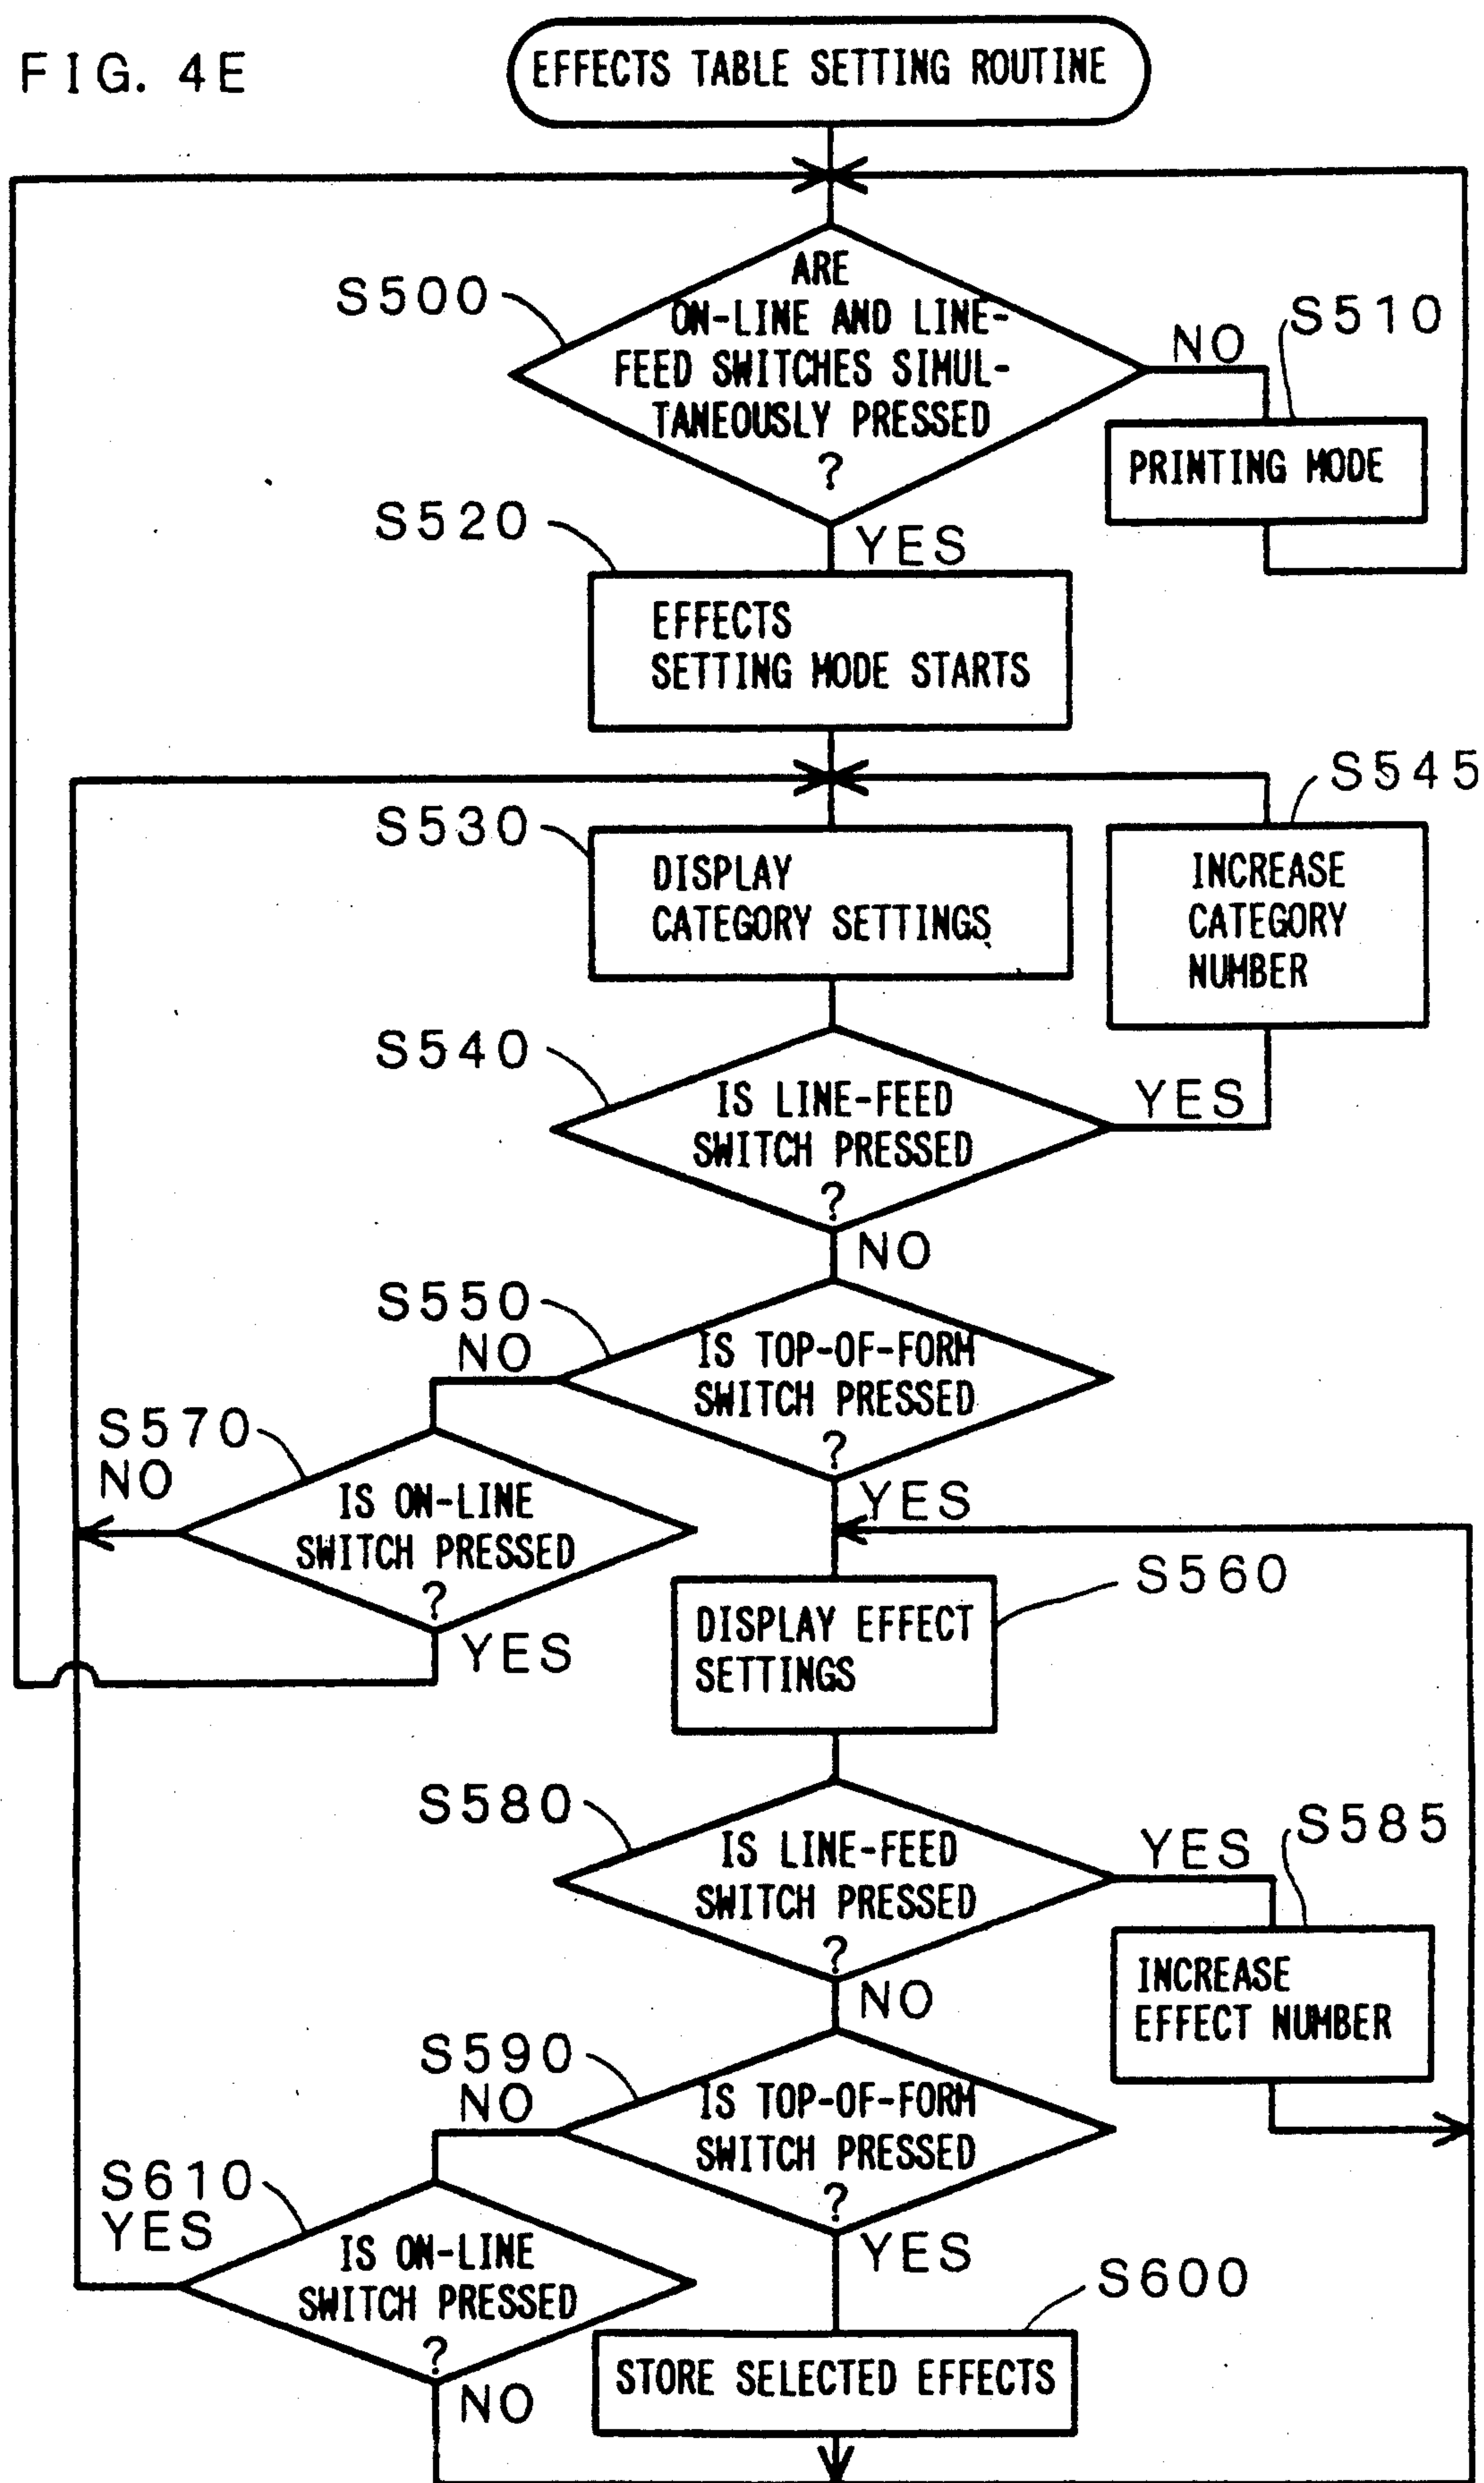 FIG. 4E
EFFECTS TABLE SETTING ROUTINE
S500
ARE
ON-LINE AND LINE-
FEED SWITCHES SIMUL-
TANEOUSLY PRESSED
?
NO
S510
PRINTING MODE
YES
S520
EFFECTS
SETTING MODE STARTS
S530
DISPLAY
CATEGORY SETTINGS
S545
INCREASE
CATEGORY
NUMBER
S540
IS LINE-FEED
SWITCH PRESSED
?
YES
NO
S550
NO
IS TOP-OF-FORM
SWITCH PRESSED
?
YES
S570
NO
IS ON-LINE
SWITCH PRESSED
?
YES
S560
DISPLAY EFFECT
SETTINGS
S580
IS LINE-FEED
SWITCH PRESSED
?
YES
S585
INCREASE
EFFECT NUMBER
NO
S590
NO
IS TOP-OF-FORM
SWITCH PRESSED
?
YES
S610
YES
IS ON-LINE
SWITCH PRESSED
?
NO
S600
STORE SELECTED EFFECTS